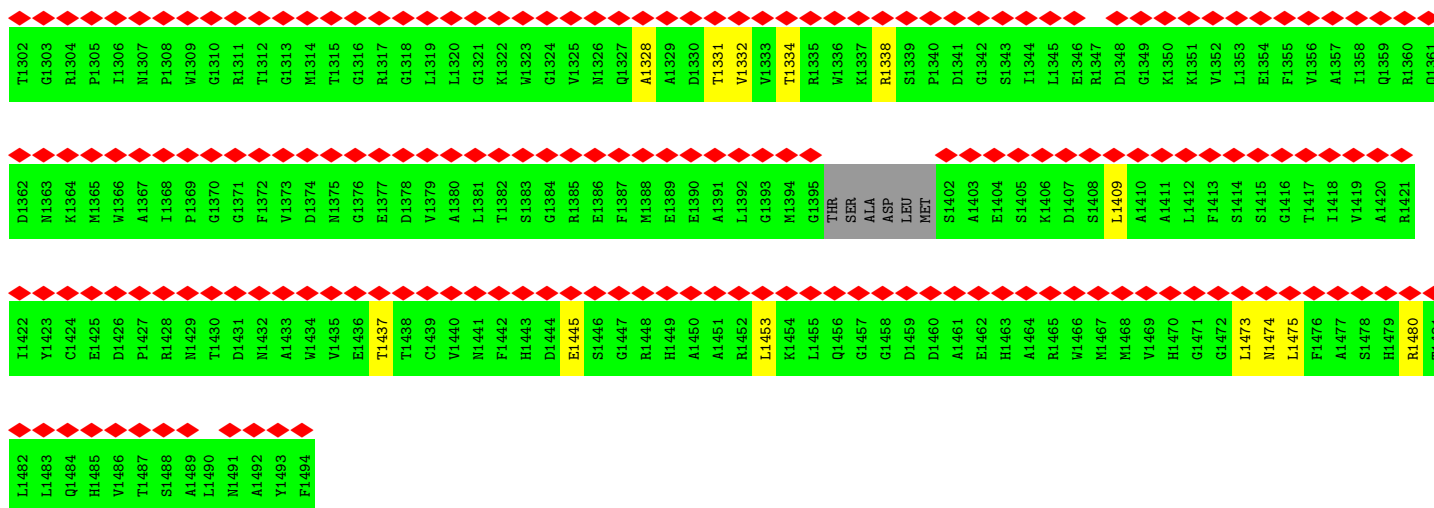 T1302 G1303 R1304 P1305 I1306 N1307 P1308 W1309 G1310 R1311 T1312 G1313 M1314 T1315 G1316 R1317 G1318 L1319 L1320 G1321 K1322 W1323 G1324 V1325 N1326 Q1327 A1328 A1329 D1330 T1331 V1332 V1333 T1334 R1335 W1336 K1337 R1338 S1339 P1340 D1341 G1342 S1343 I1344 L1345 E1346 R1347 D1348 G1349 K1350 K1351 V1352 L1353 E1354 F1355 V1356 A1357 I1358 Q1359 R1360
D1362 N1363 K1364 M1365 W1366 A1367 I1368 P1369 G1370 G1371 F1372 V1373 D1374 N1375 G1376 E1377 D1378 V1379 A1380 L1381 T1382 S1383 G1384 R1385 E1386 F1387 M1388 E1389 E1390 A1391 L1392 G1393 M1394 G1395 THR SER ALA ASP LEU MET S1402 A1403 E1404 S1405 K1406 D1407 S1408 L1409 A1410 A1411 L1412 F1413 S1414 S1415 G1416 T1417 I1418 V1419 A1420 R1421
I1422 Y1423 C1424 E1425 D1426 P1427 R1428 N1429 T1430 D1431 N1432 A1433 W1434 V1435 E1436 T1437 T1438 C1439 V1440 N1441 F1442 H1443 D1444 E1445 S1446 G1447 R1448 H1449 A1450 A1451 R1452 L1453 K1454 L1455 Q1456 G1457 G1458 D1459 D1460 A1461 E1462 H1463 A1464 R1465 W1466 M1467 M1468 V1469 H1470 G1471 G1472 L1473 N1474 L1475 F1476 A1477 S1478 H1479 R1480
L1482 L1483 Q1484 H1485 V1486 T1487 S1488 A1489 L1490 N1491 A1492 Y1493 F1494